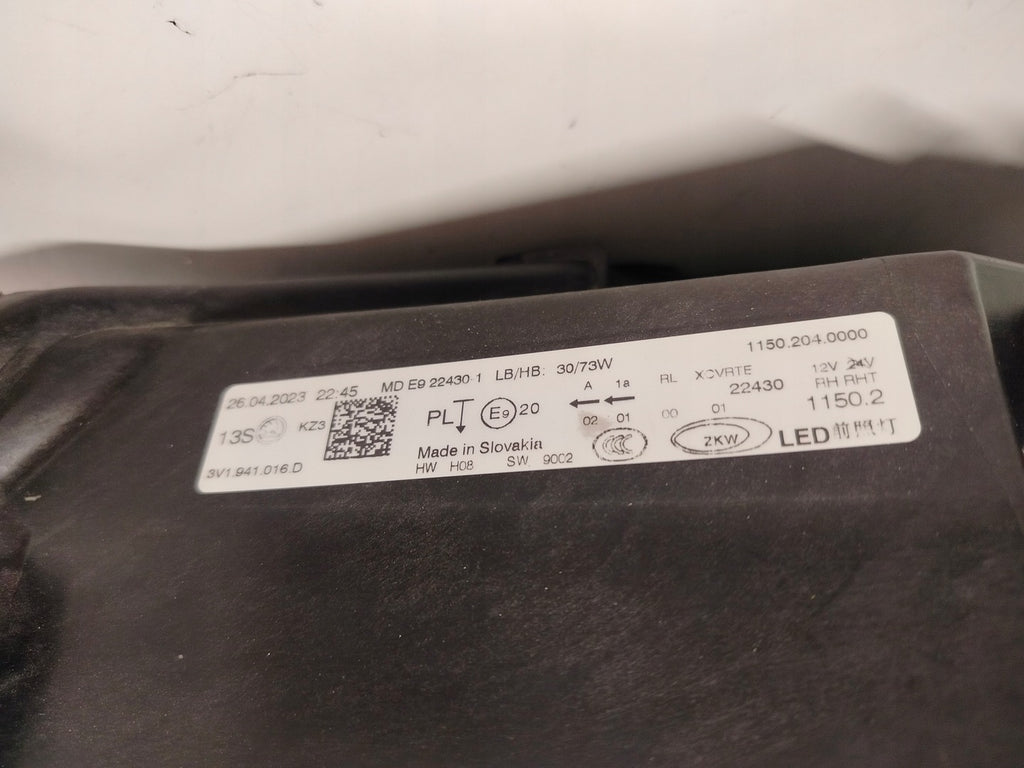 26.04.2023 22:45 MD E9 22430-1 LB/HB: 30/73W 1150.204.0000
13S KZ3 PL E9 20 A 1a RL XCVRTE 12V 24V
02 01 00 01 22430 RH RHT
Made in Slovakia CCC ZKW 1150.2
3V1.941.016.D HW H08 SW 9002 LED前照灯